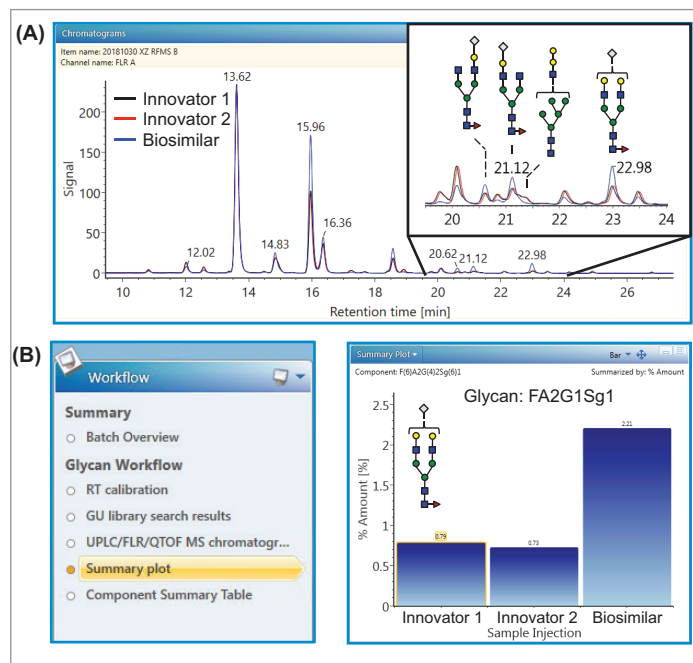 (A)
Chromatograms
Item name: 20181030 XZ RFMS B
Channel name: FLR A
Innovator 1
Innovator 2
Biosimilar
13.62
15.96
16.36
14.83
12.02
20.62
21.12
22.98
21.12
22.98
20
21
22
23
24
200
150
100
50
0
Signal
10
12
14
16
18
20
22
24
26
Retention time [min]
(B)
Workflow
Summary
Batch Overview
Glycan Workflow
RT calibration
GU library search results
UPLC/FLR/QTOF MS chromatogr...
Summary plot
Component Summary Table
Summary Plot
Bar
Component: F(6)A2G(4)2Sg(6)1
Summarized by: % Amount
Glycan: FA2G1Sg1
2.5
2
1.5
1
0.5
0
% Amount [%]
0.79
0.73
2.21
Innovator 1
Innovator 2
Biosimilar
Sample Injection